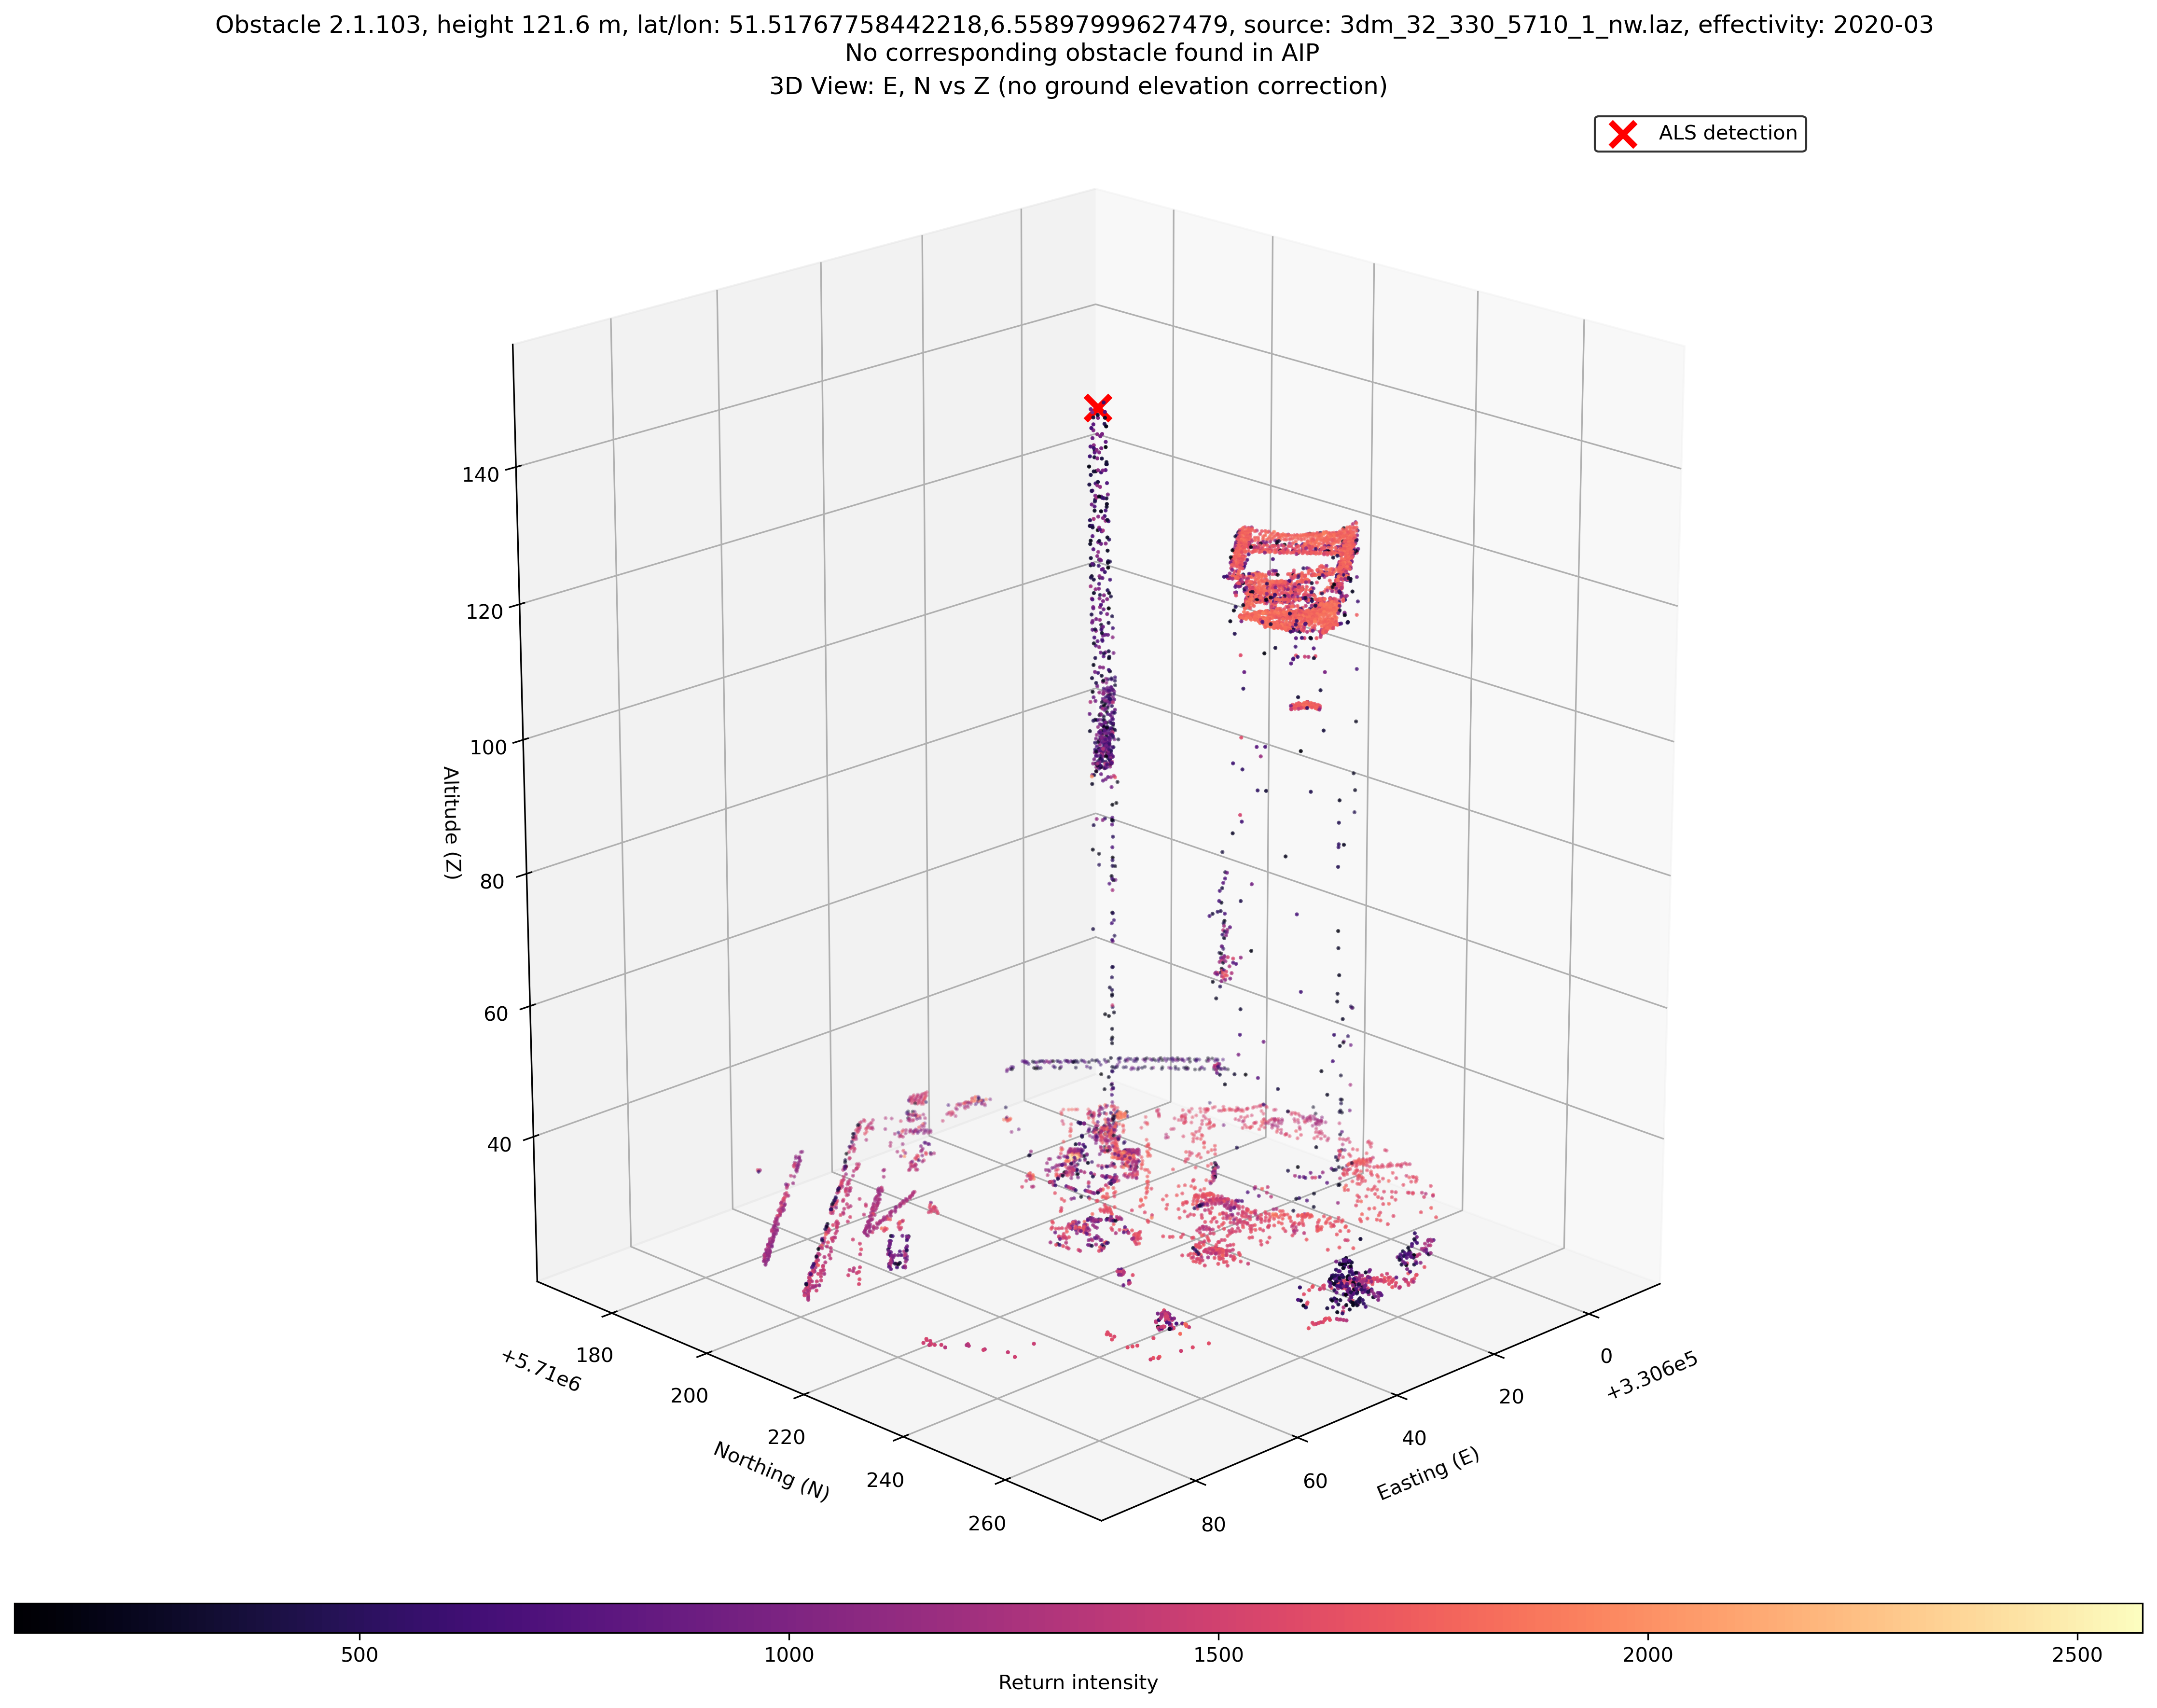 Obstacle 2.1.103, height 121.6 m, lat/lon: 51.51767758442218,6.55897999627479, source: 3dm_32_330_5710_1_nw.laz, effectivity: 2020-03
No corresponding obstacle found in AIP
3D View: E, N vs Z (no ground elevation correction)
ALS detection
140
120
100
80
60
40
Altitude (Z)
+5.71e6
180
200
220
240
260
Northing (N)
0
20
40
60
80
+3.306e5
Easting (E)
500
1000
1500
2000
2500
Return intensity